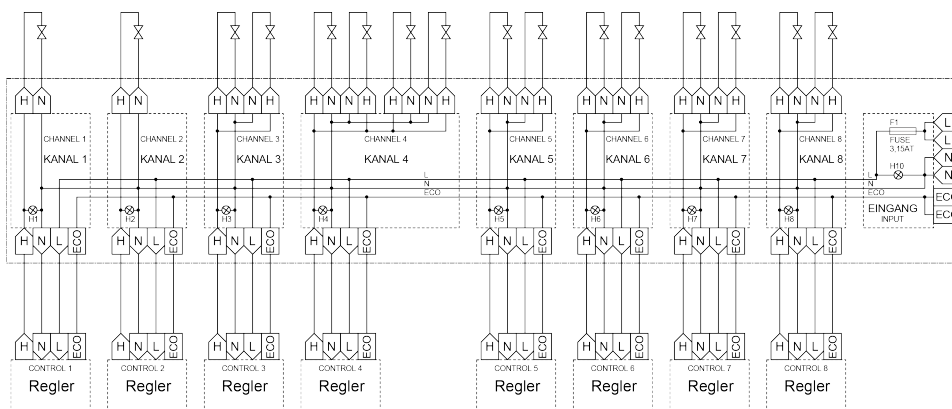 H N H N H N N H H N N H H N N H H N N H H N N H H N N H H N N H
CHANNEL 1 CHANNEL 2 CHANNEL 3 CHANNEL 4 CHANNEL 5 CHANNEL 6 CHANNEL 7 CHANNEL 8
KANAL 1 KANAL 2 KANAL 3 KANAL 4 KANAL 5 KANAL 6 KANAL 7 KANAL 8
F1
FUSE
3,15AT
L
L
N
N
H10
L
N
ECO
L
N
ECO
ECO
ECO
EINGANG
INPUT
H1 H2 H3 H4 H5 H6 H7 H8
H N L ECO H N L ECO H N L ECO H N L ECO H N L ECO H N L ECO H N L ECO H N L ECO
H N L ECO H N L ECO H N L ECO H N L ECO H N L ECO H N L ECO H N L ECO H N L ECO
CONTROL 1 CONTROL 2 CONTROL 3 CONTROL 4 CONTROL 5 CONTROL 6 CONTROL 7 CONTROL 8
Regler Regler Regler Regler Regler Regler Regler Regler